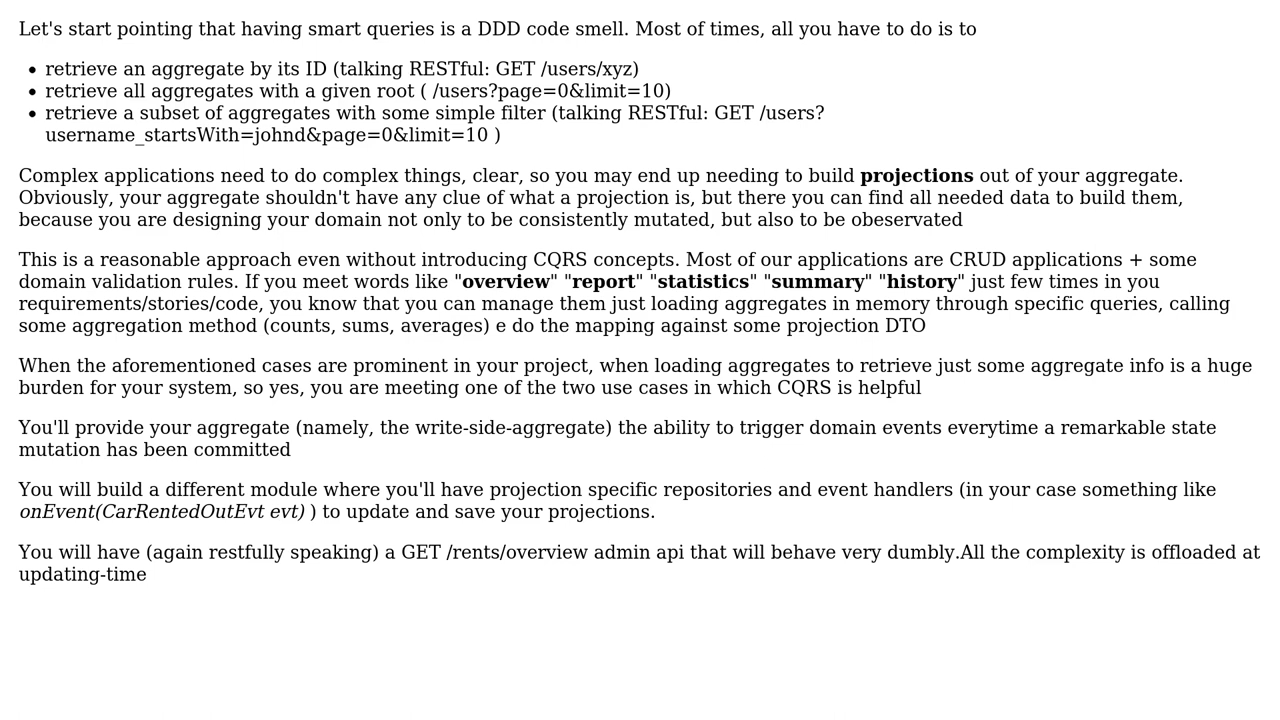 Let's start pointing that having smart queries is a DDD code smell. Most of times, all you have to do is to
• retrieve an aggregate by its ID (talking RESTful: GET /users/xyz)
• retrieve all aggregates with a given root ( /users?page=0&limit=10)
• retrieve a subset of aggregates with some simple filter (talking RESTful: GET /users?
username_startsWith=johnd&page=0&limit=10 )
Complex applications need to do complex things, clear, so you may end up needing to build projections out of your aggregate.
Obviously, your aggregate shouldn't have any clue of what a projection is, but there you can find all needed data to build them,
because you are designing your domain not only to be consistently mutated, but also to be obeservated
This is a reasonable approach even without introducing CQRS concepts. Most of our applications are CRUD applications + some
domain validation rules. If you meet words like "overview" "report" "statistics" "summary" "history" just few times in you
requirements/stories/code, you know that you can manage them just loading aggregates in memory through specific queries, calling
some aggregation method (counts, sums, averages) e do the mapping against some projection DTO
When the aforementioned cases are prominent in your project, when loading aggregates to retrieve just some aggregate info is a huge
burden for your system, so yes, you are meeting one of the two use cases in which CQRS is helpful
You'll provide your aggregate (namely, the write-side-aggregate) the ability to trigger domain events everytime a remarkable state
mutation has been committed
You will build a different module where you'll have projection specific repositories and event handlers (in your case something like
onEvent(CarRentedOutEvt evt) ) to update and save your projections.
You will have (again restfully speaking) a GET /rents/overview admin api that will behave very dumbly.All the complexity is offloaded at
updating-time